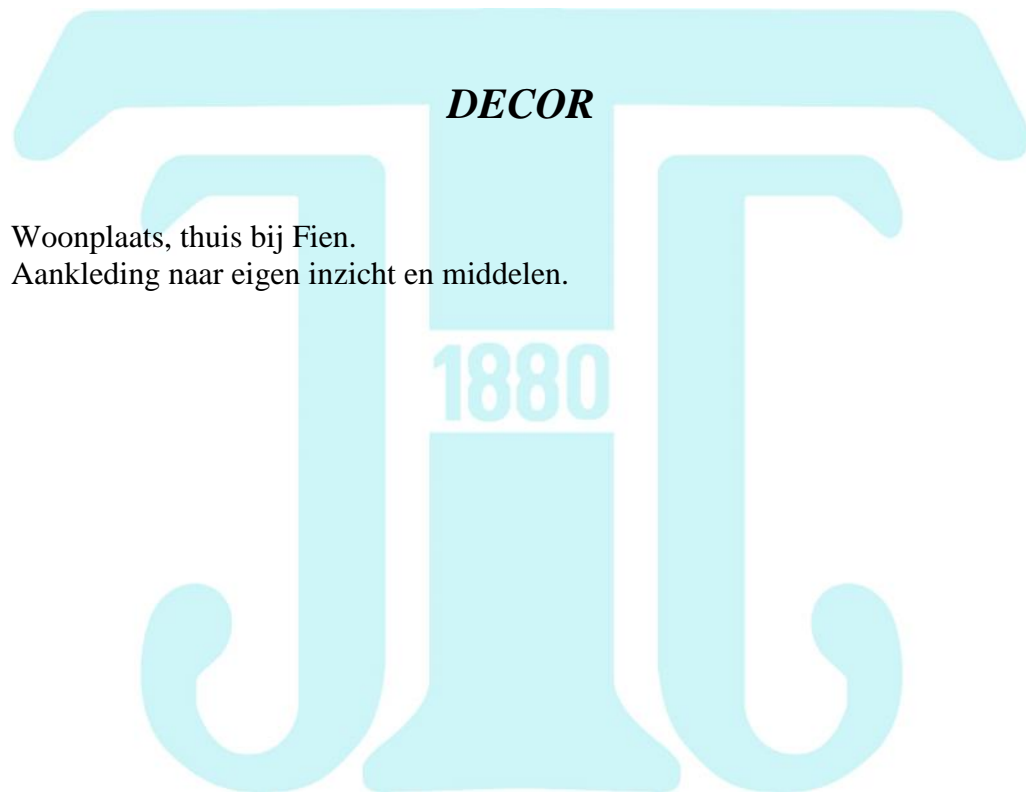 DECOR
Woonplaats, thuis bij Fien.
Aankleding naar eigen inzicht en middelen.
1880